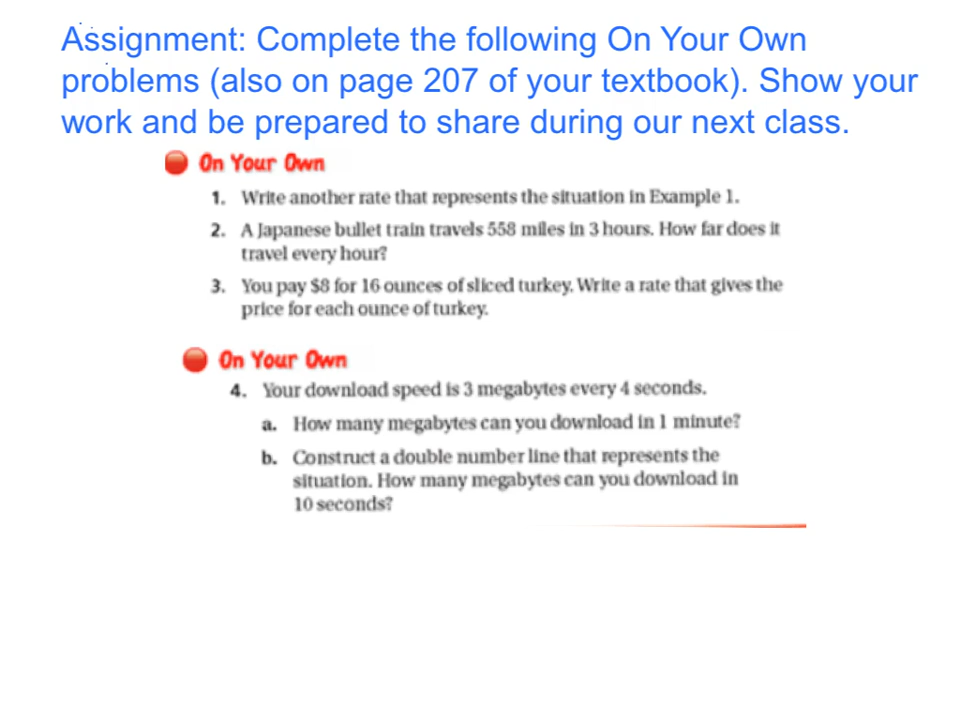 Assignment: Complete the following On Your Own
problems (also on page 207 of your textbook). Show your
work and be prepared to share during our next class.
On Your Own
1. Write another rate that represents the situation in Example 1.
2. A Japanese bullet train travels 558 miles in 3 hours. How far does it
travel every hour?
3. You pay $8 for 16 ounces of sliced turkey. Write a rate that gives the
price for each ounce of turkey.
On Your Own
4. Your download speed is 3 megabytes every 4 seconds.
a. How many megabytes can you download in 1 minute?
b. Construct a double number line that represents the
situation. How many megabytes can you download in
10 seconds?